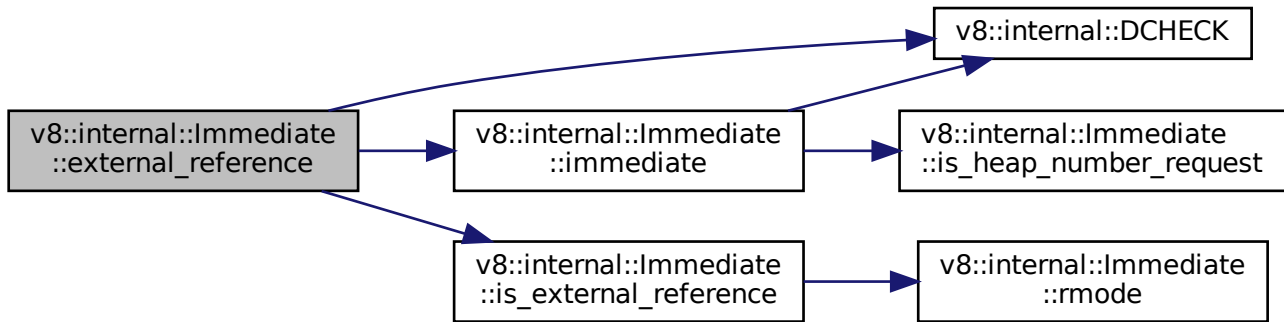 v8::internal::DCHECK
v8::internal::Immediate
::external_reference
v8::internal::Immediate
::immediate
v8::internal::Immediate
::is_heap_number_request
v8::internal::Immediate
::is_external_reference
v8::internal::Immediate
::rmode